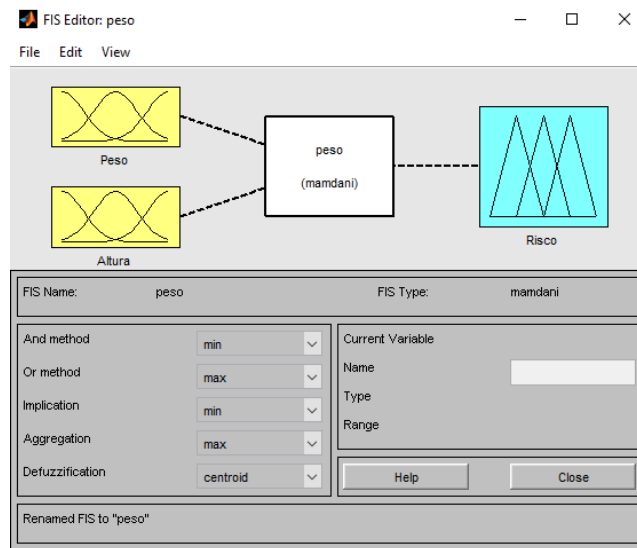 FIS Editor: peso
File Edit View
Peso
Altura
peso
(mamdani)
Risco
FIS Name: peso FIS Type: mamdani
And method min
Or method max
Implication min
Aggregation max
Defuzzification centroid
Current Variable
Name
Type
Range
Help Close
Renamed FIS to "peso"